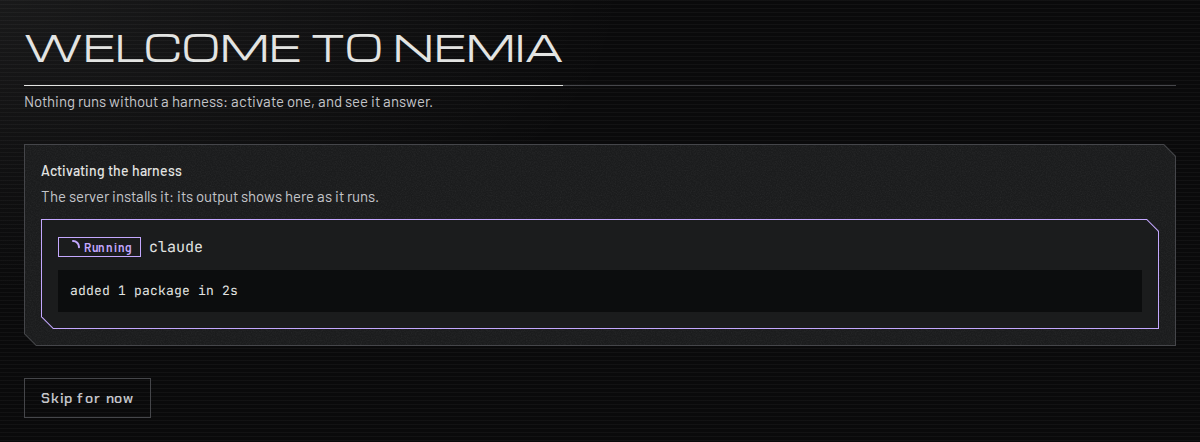 WELCOME TO NEMIA
Nothing runs without a harness: activate one, and see it answer.
Activating the harness
The server installs it: its output shows here as it runs.
Running claude
added 1 package in 2s
Skip for now